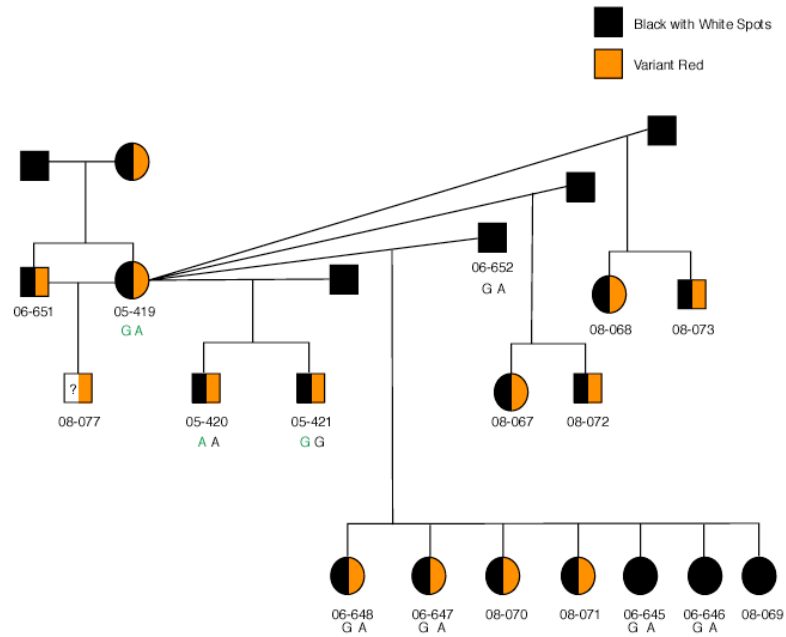 Black with White Spots
Variant Red
06-652
G A
06-651
05-419
G A
08-068
08-073
?
08-077
05-420
A A
05-421
G G
08-067
08-072
06-648
G A
06-647
G A
08-070
08-071
06-645
G A
06-646
G A
08-069